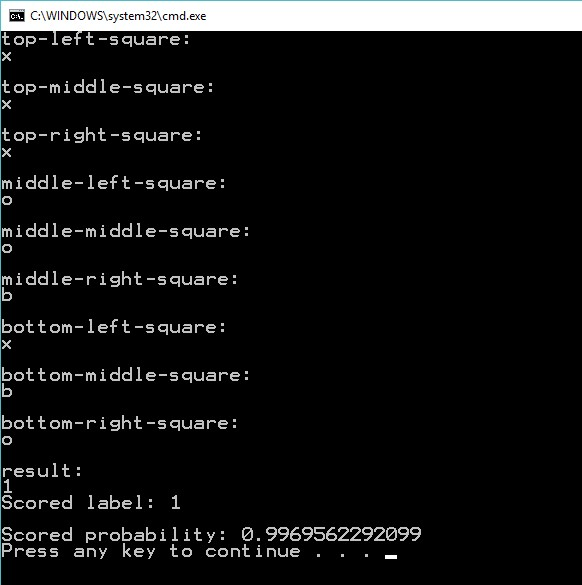 C:\WINDOWS\system32\cmd.exe
top-left-square:
x
top-middle-square:
x
top-right-square:
x
middle-left-square:
o
middle-middle-square:
o
middle-right-square:
b
bottom-left-square:
x
bottom-middle-square:
b
bottom-right-square:
o
result:
1
Scored label: 1
Scored probability: 0.9969562292099
Press any key to continue . . .